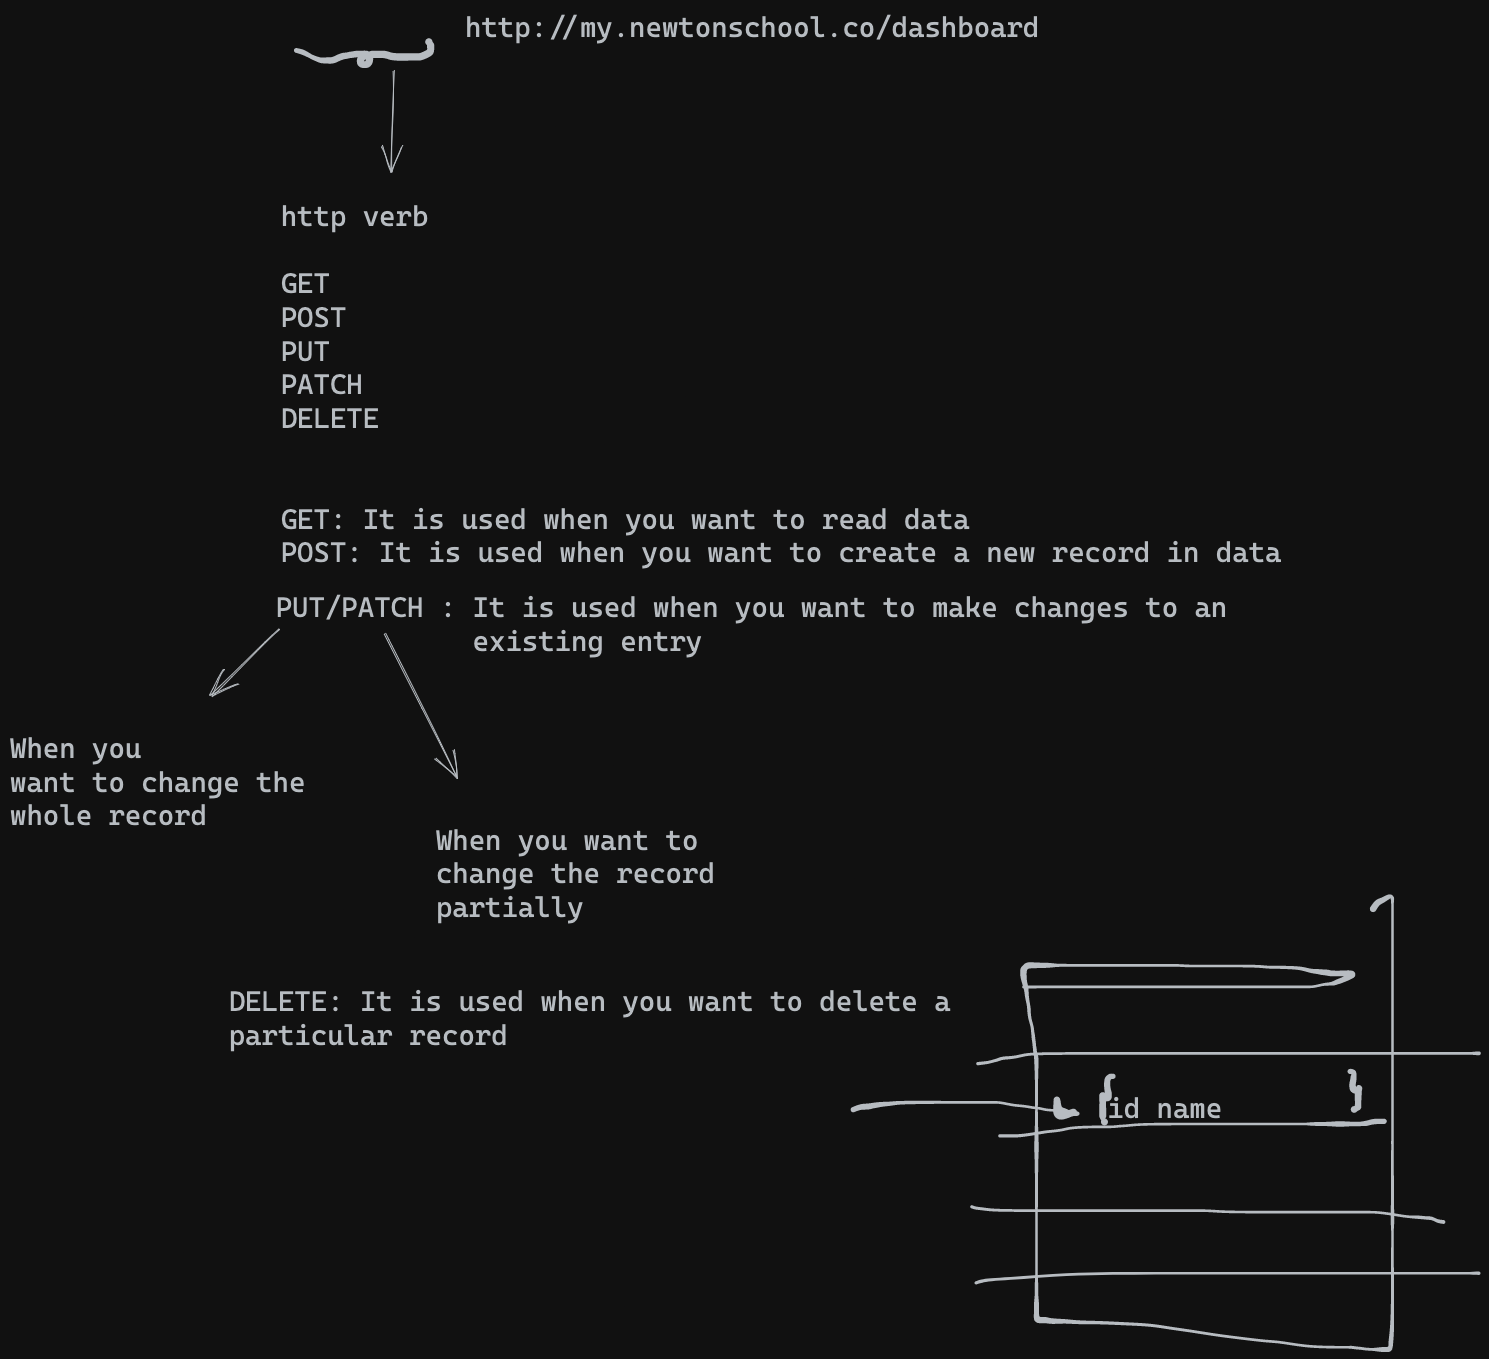 http://my.newtonschool.co/dashboard
http verb
GET
POST
PUT
PATCH
DELETE
GET: It is used when you want to read data
POST: It is used when you want to create a new record in data
PUT/PATCH : It is used when you want to make changes to an
existing entry
When you
want to change the
whole record
When you want to
change the record
partially
DELETE: It is used when you want to delete a
particular record
{id name }